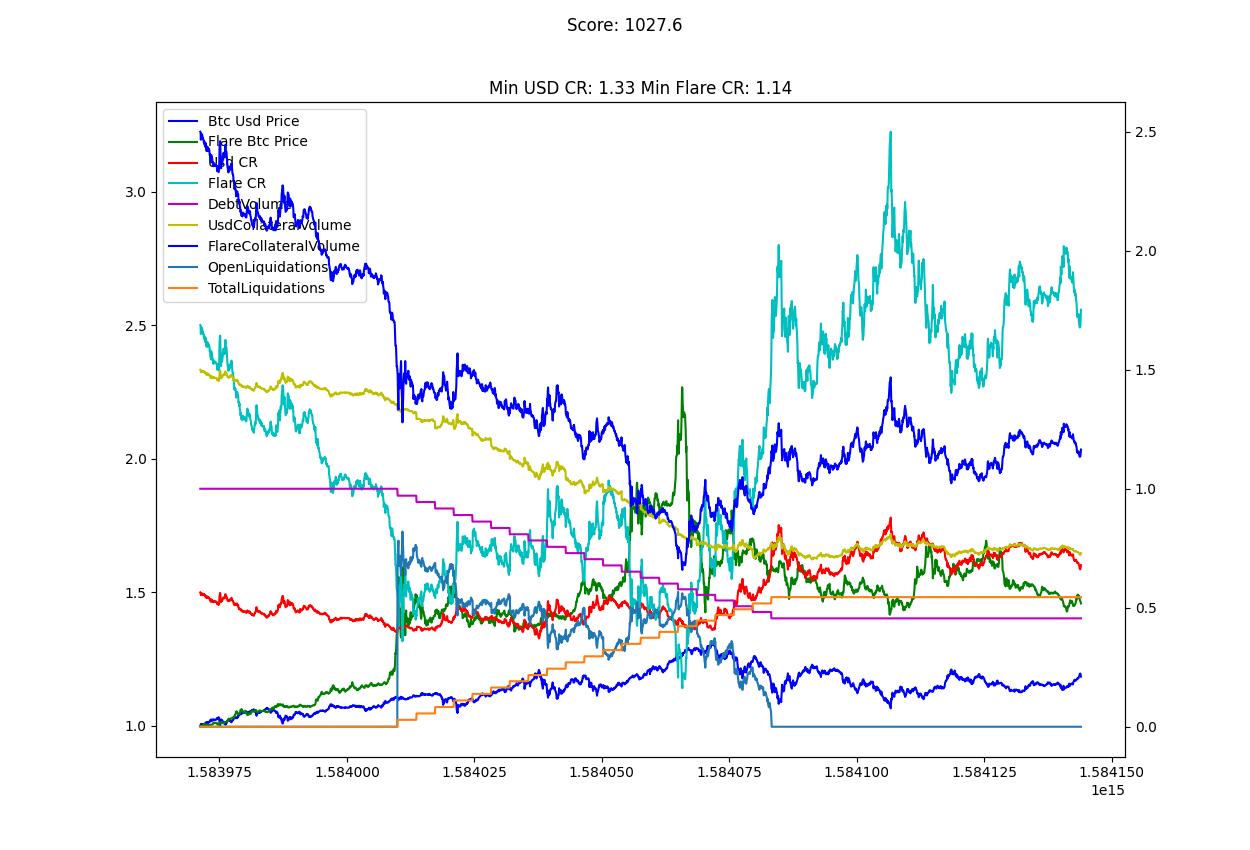 Score: 1027.6
Min USD CR: 1.33 Min Flare CR: 1.14
Btc Usd Price
Flare Btc Price
Usd CR
Flare CR
DebtVolume
UsdCollateralVolume
FlareCollateralVolume
OpenLiquidations
TotalLiquidations
3.0
2.5
2.0
1.5
1.0
2.5
2.0
1.5
1.0
0.5
0.0
1.583975 1.584000 1.584025 1.584050 1.584075 1.584100 1.584125 1.584150
1e15